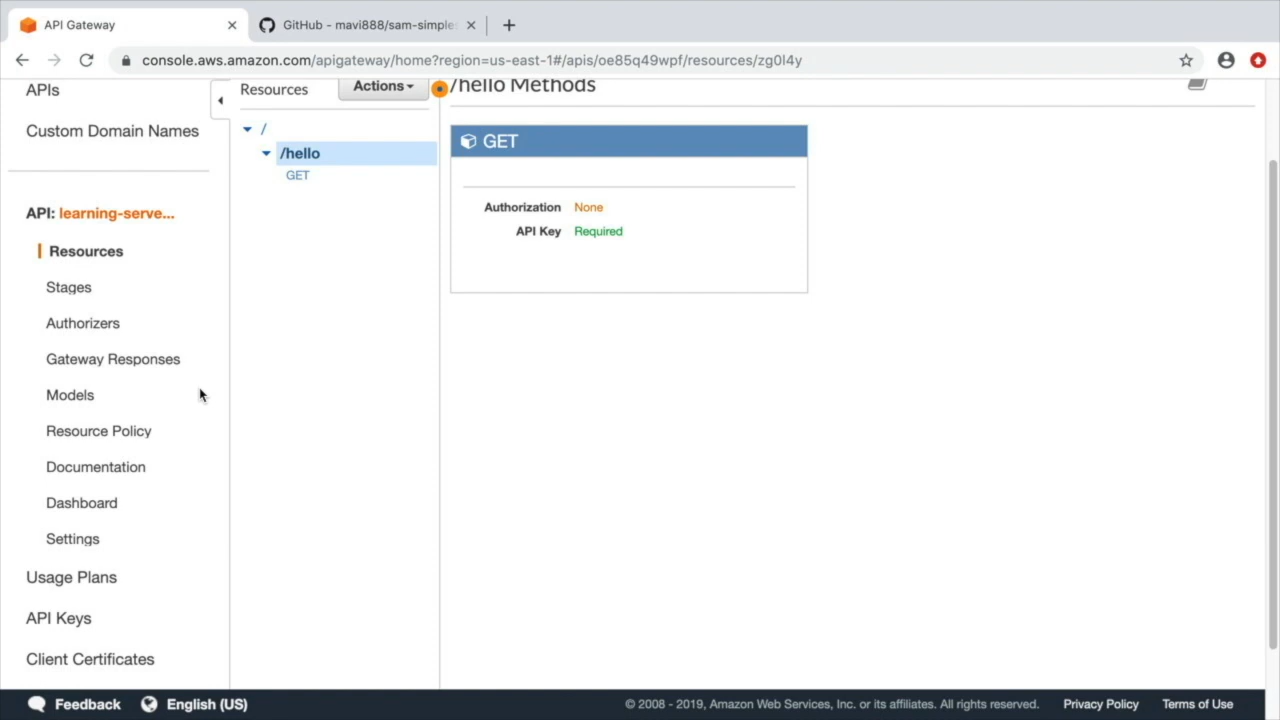 API Gateway
GitHub - mavi888/sam-simple
console.aws.amazon.com/apigateway/home?region=us-east-1#/apis/oe85q49wpf/resources/zg0l4y
APIs
Custom Domain Names
API: learning-serve...
Resources
Stages
Authorizers
Gateway Responses
Models
Resource Policy
Documentation
Dashboard
Settings
Usage Plans
API Keys
Client Certificates
Resources
Actions
/
/hello
GET
/hello Methods
GET
Authorization None
API Key Required
Feedback
English (US)
© 2008 - 2019, Amazon Web Services, Inc. or its affiliates. All rights reserved.
Privacy Policy
Terms of Use